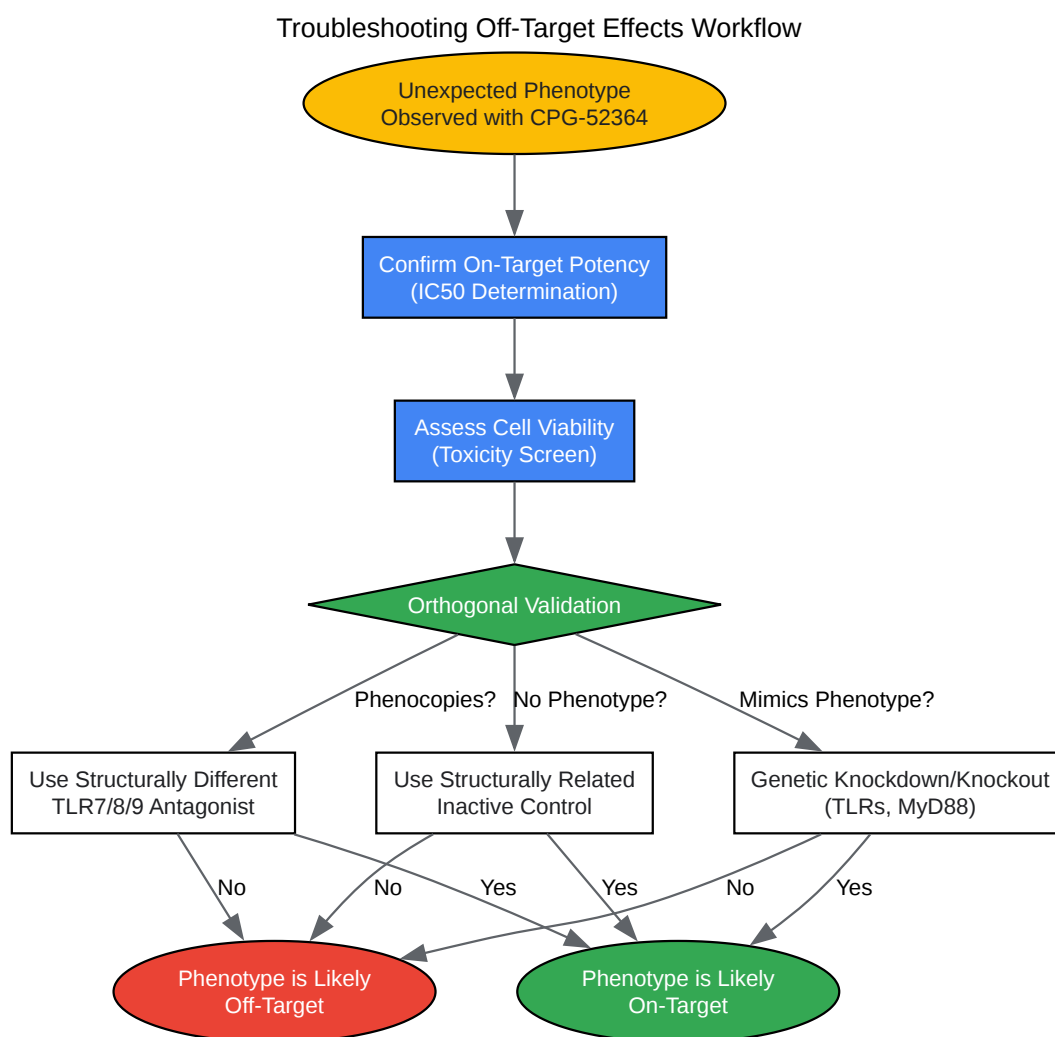 Troubleshooting Off-Target Effects Workflow
Unexpected Phenotype
Observed with CPG-52364
Confirm On-Target Potency
(IC50 Determination)
Assess Cell Viability
(Toxicity Screen)
Orthogonal Validation
Phenocopies?
No Phenotype?
Mimics Phenotype?
Use Structurally Different
TLR7/8/9 Antagonist
Use Structurally Related
Inactive Control
Genetic Knockdown/Knockout
(TLRs, MyD88)
No
No
Yes
Yes
No
Yes
Phenotype is Likely
Off-Target
Phenotype is Likely
On-Target